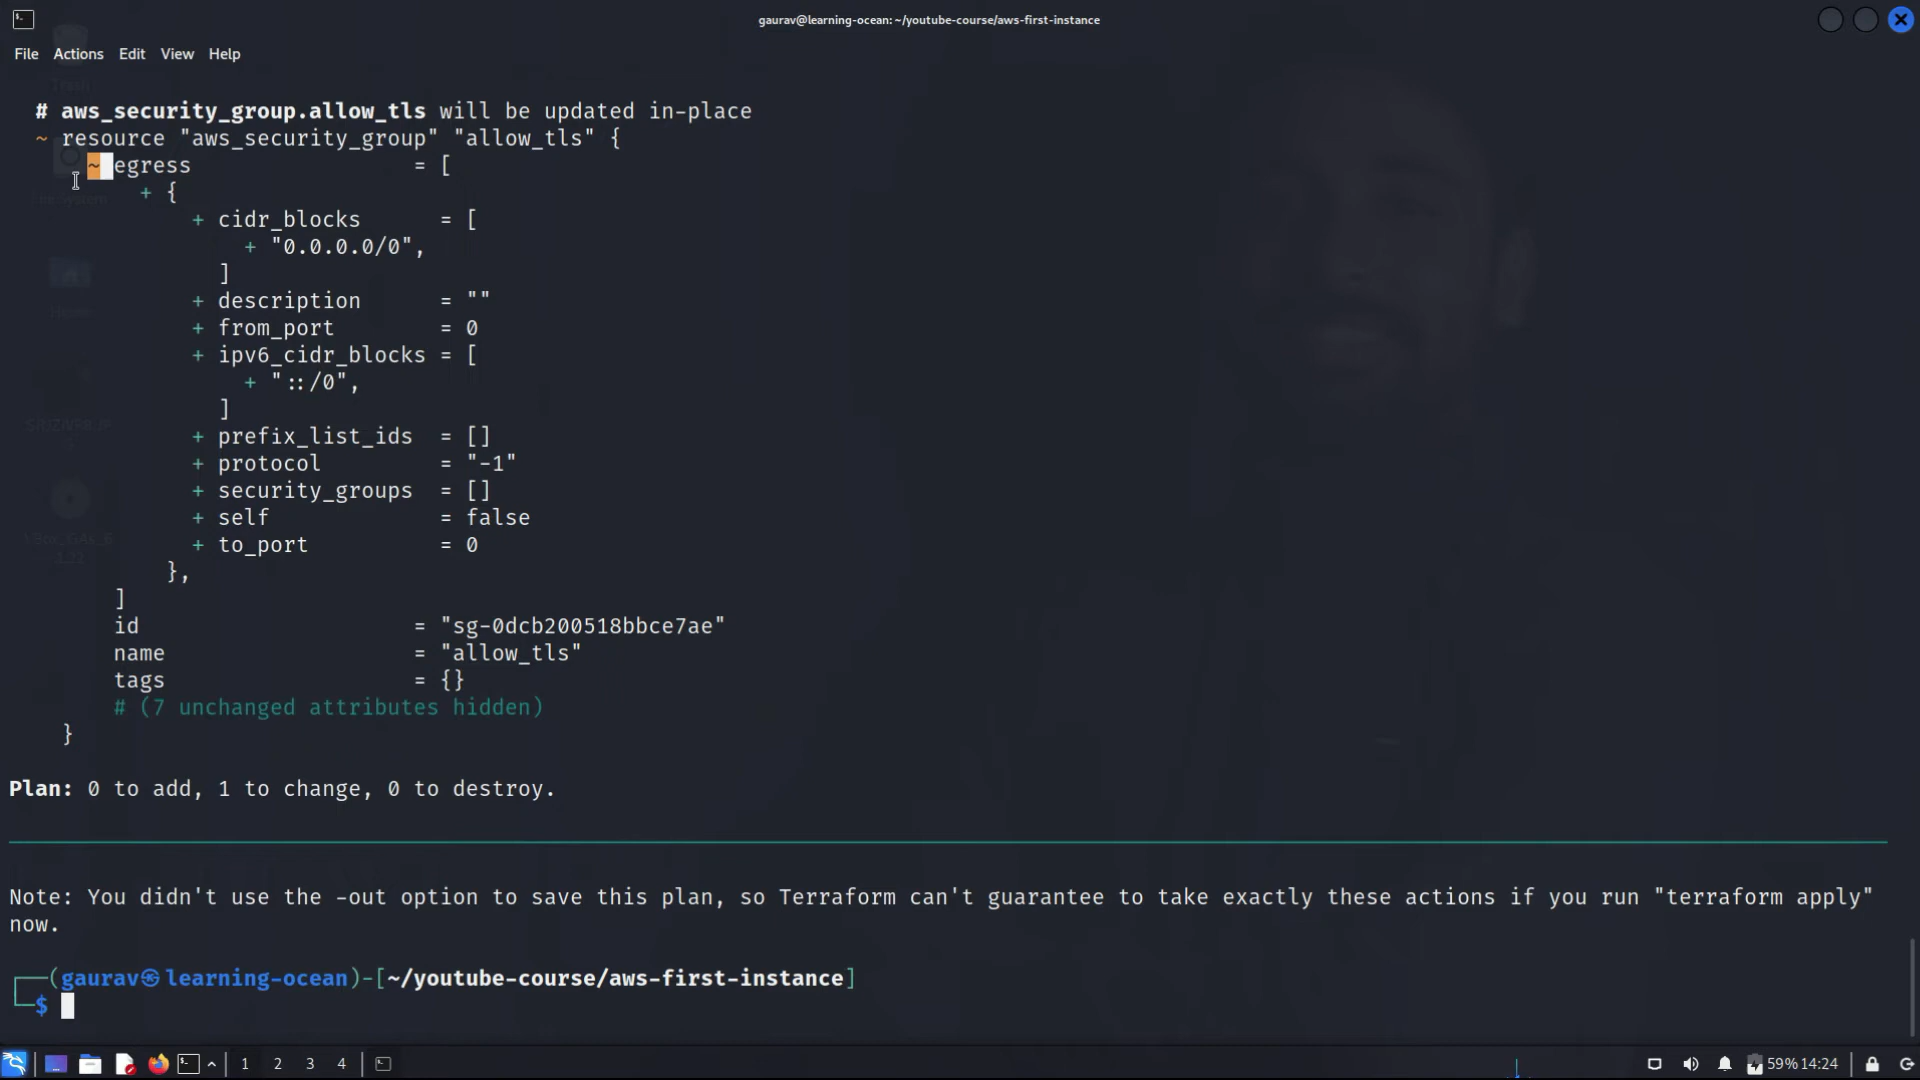 gaurav@learning-ocean: ~/youtube-course/aws-first-instance
File Actions Edit View Help
# aws_security_group.allow_tls will be updated in-place
~ resource "aws_security_group" "allow_tls" {
~ egress = [
+ {
+ cidr_blocks = [
+ "0.0.0.0/0",
]
+ description = ""
+ from_port = 0
+ ipv6_cidr_blocks = [
+ "::/0",
]
+ prefix_list_ids = []
+ protocol = "-1"
+ security_groups = []
+ self = false
+ to_port = 0
},
]
id = "sg-0dcb200518bbce7ae"
name = "allow_tls"
tags = {}
# (7 unchanged attributes hidden)
}
Plan: 0 to add, 1 to change, 0 to destroy.
Note: You didn't use the -out option to save this plan, so Terraform can't guarantee to take exactly these actions if you run "terraform apply"
now.
(gaurav㉿learning-ocean)-[~/youtube-course/aws-first-instance]
$
1 2 3 4 59% 14:24